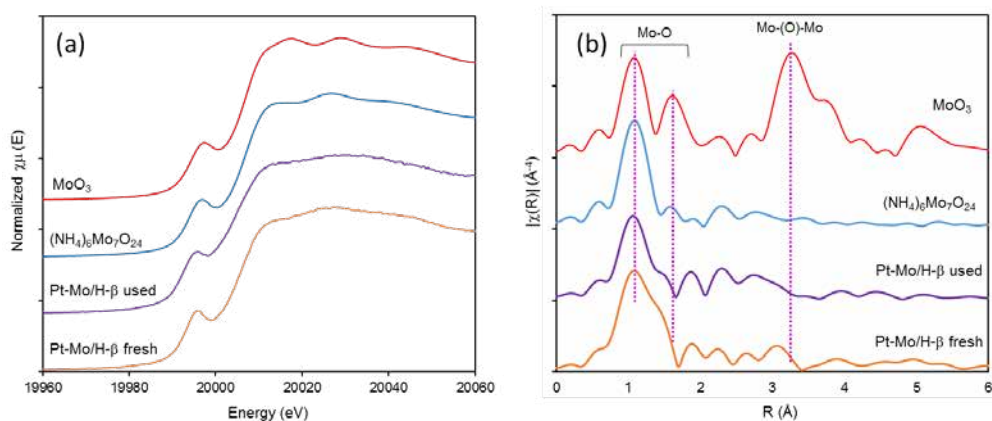 (a)
Normalized χμ (E)
MoO₃
(NH₄)₆Mo₇O₂₄
Pt-Mo/H-β used
Pt-Mo/H-β fresh
19960 19980 20000 20020 20040 20060
Energy (eV)
(b)
Mo-O
Mo-(O)-Mo
|χ(R)| (Å⁻⁴)
MoO₃
(NH₄)₆Mo₇O₂₄
Pt-Mo/H-β used
Pt-Mo/H-β fresh
0 1 2 3 4 5 6
R (Å)